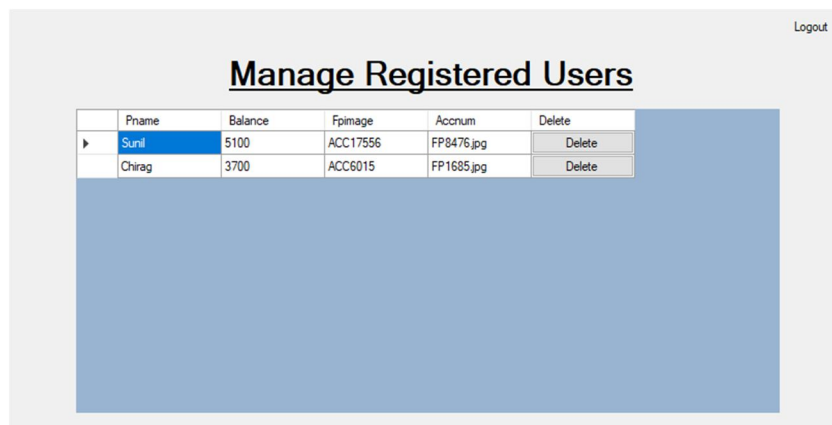 Logout
Manage Registered Users
Pname Balance Fpimage Accnum Delete
Sunil 5100 ACC17556 FP8476.jpg Delete
Chirag 3700 ACC6015 FP1685.jpg Delete